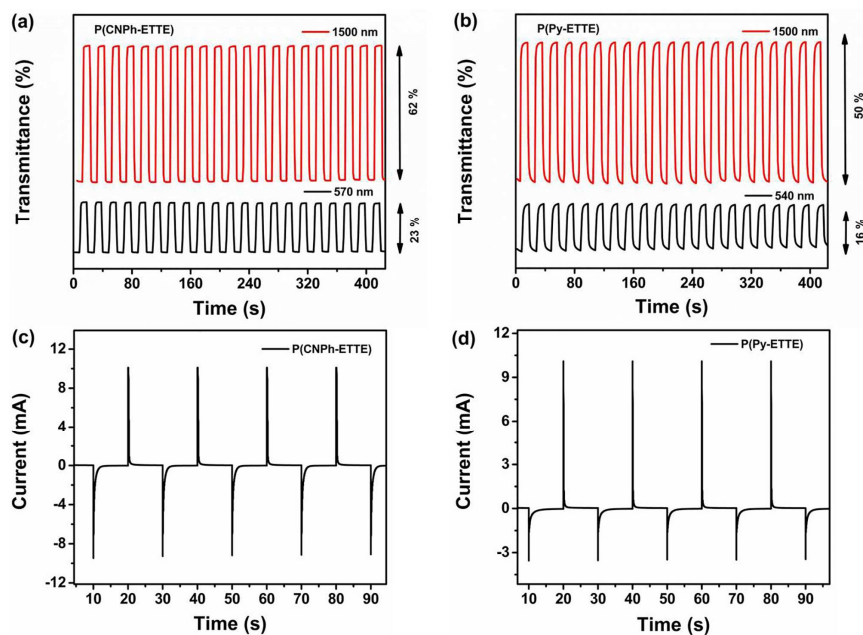 (a)
P(CNPh-ETTE)
1500 nm
62 %
570 nm
23 %
Transmittance (%)
0 80 160 240 320 400
Time (s)
(b)
P(Py-ETTE)
1500 nm
50 %
540 nm
16 %
Transmittance (%)
0 80 160 240 320 400
Time (s)
(c)
P(CNPh-ETTE)
12
8
4
0
-4
-8
-12
Current (mA)
10 20 30 40 50 60 70 80 90
Time (s)
(d)
P(Py-ETTE)
12
9
6
3
0
-3
Current (mA)
10 20 30 40 50 60 70 80 90
Time (s)